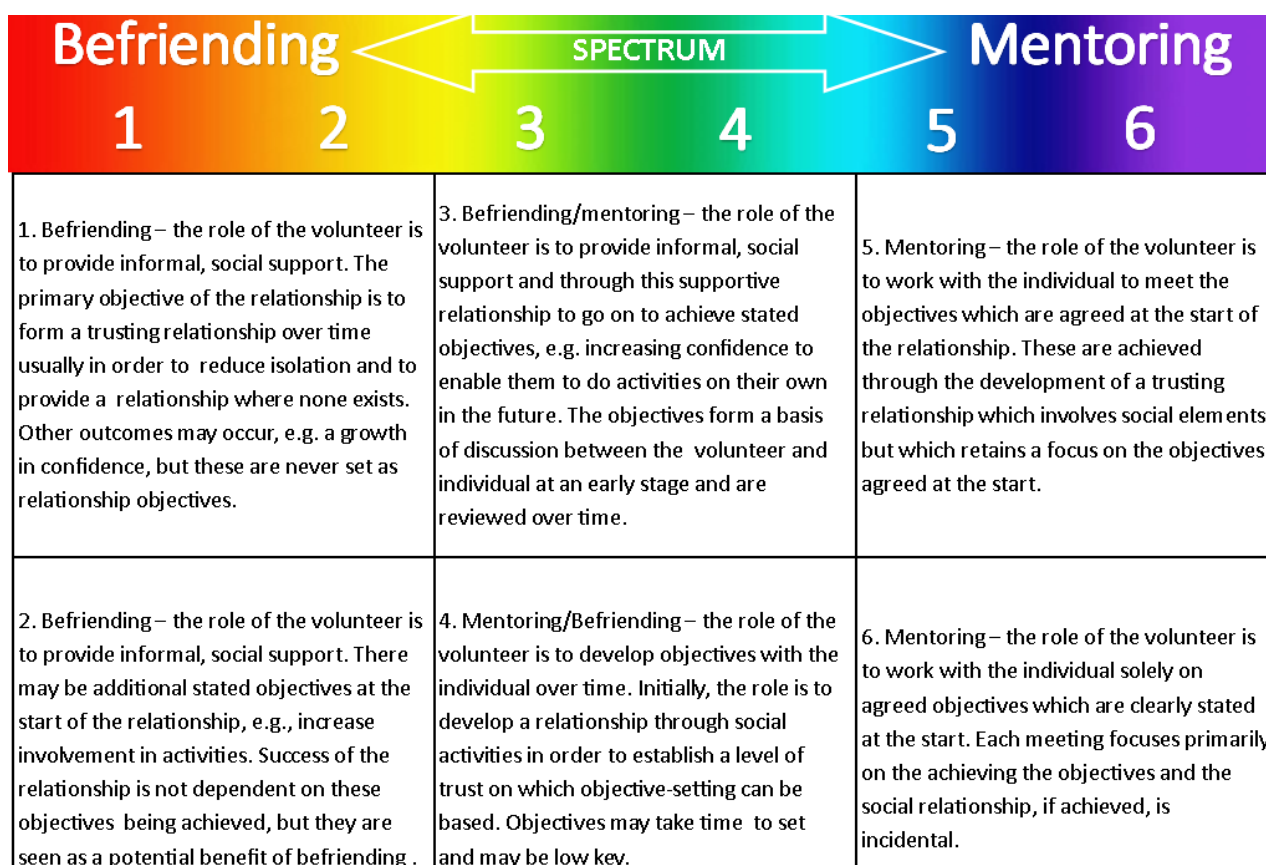 Befriending SPECTRUM Mentoring
1 2 3 4 5 6
1. Befriending – the role of the volunteer is
to provide informal, social support. The
primary objective of the relationship is to
form a trusting relationship over time
usually in order to reduce isolation and to
provide a relationship where none exists.
Other outcomes may occur, e.g. a growth
in confidence, but these are never set as
relationship objectives.
3. Befriending/mentoring – the role of the
volunteer is to provide informal, social
support and through this supportive
relationship to go on to achieve stated
objectives, e.g. increasing confidence to
enable them to do activities on their own
in the future. The objectives form a basis
of discussion between the volunteer and
individual at an early stage and are
reviewed over time.
5. Mentoring – the role of the volunteer is
to work with the individual to meet the
objectives which are agreed at the start of
the relationship. These are achieved
through the development of a trusting
relationship which involves social elements
but which retains a focus on the objectives
agreed at the start.
2. Befriending – the role of the volunteer is
to provide informal, social support. There
may be additional stated objectives at the
start of the relationship, e.g., increase
involvement in activities. Success of the
relationship is not dependent on these
objectives being achieved, but they are
seen as a potential benefit of befriending .
4. Mentoring/Befriending – the role of the
volunteer is to develop objectives with the
individual over time. Initially, the role is to
develop a relationship through social
activities in order to establish a level of
trust on which objective-setting can be
based. Objectives may take time to set
and may be low key.
6. Mentoring – the role of the volunteer is
to work with the individual solely on
agreed objectives which are clearly stated
at the start. Each meeting focuses primarily
on the achieving the objectives and the
social relationship, if achieved, is
incidental.